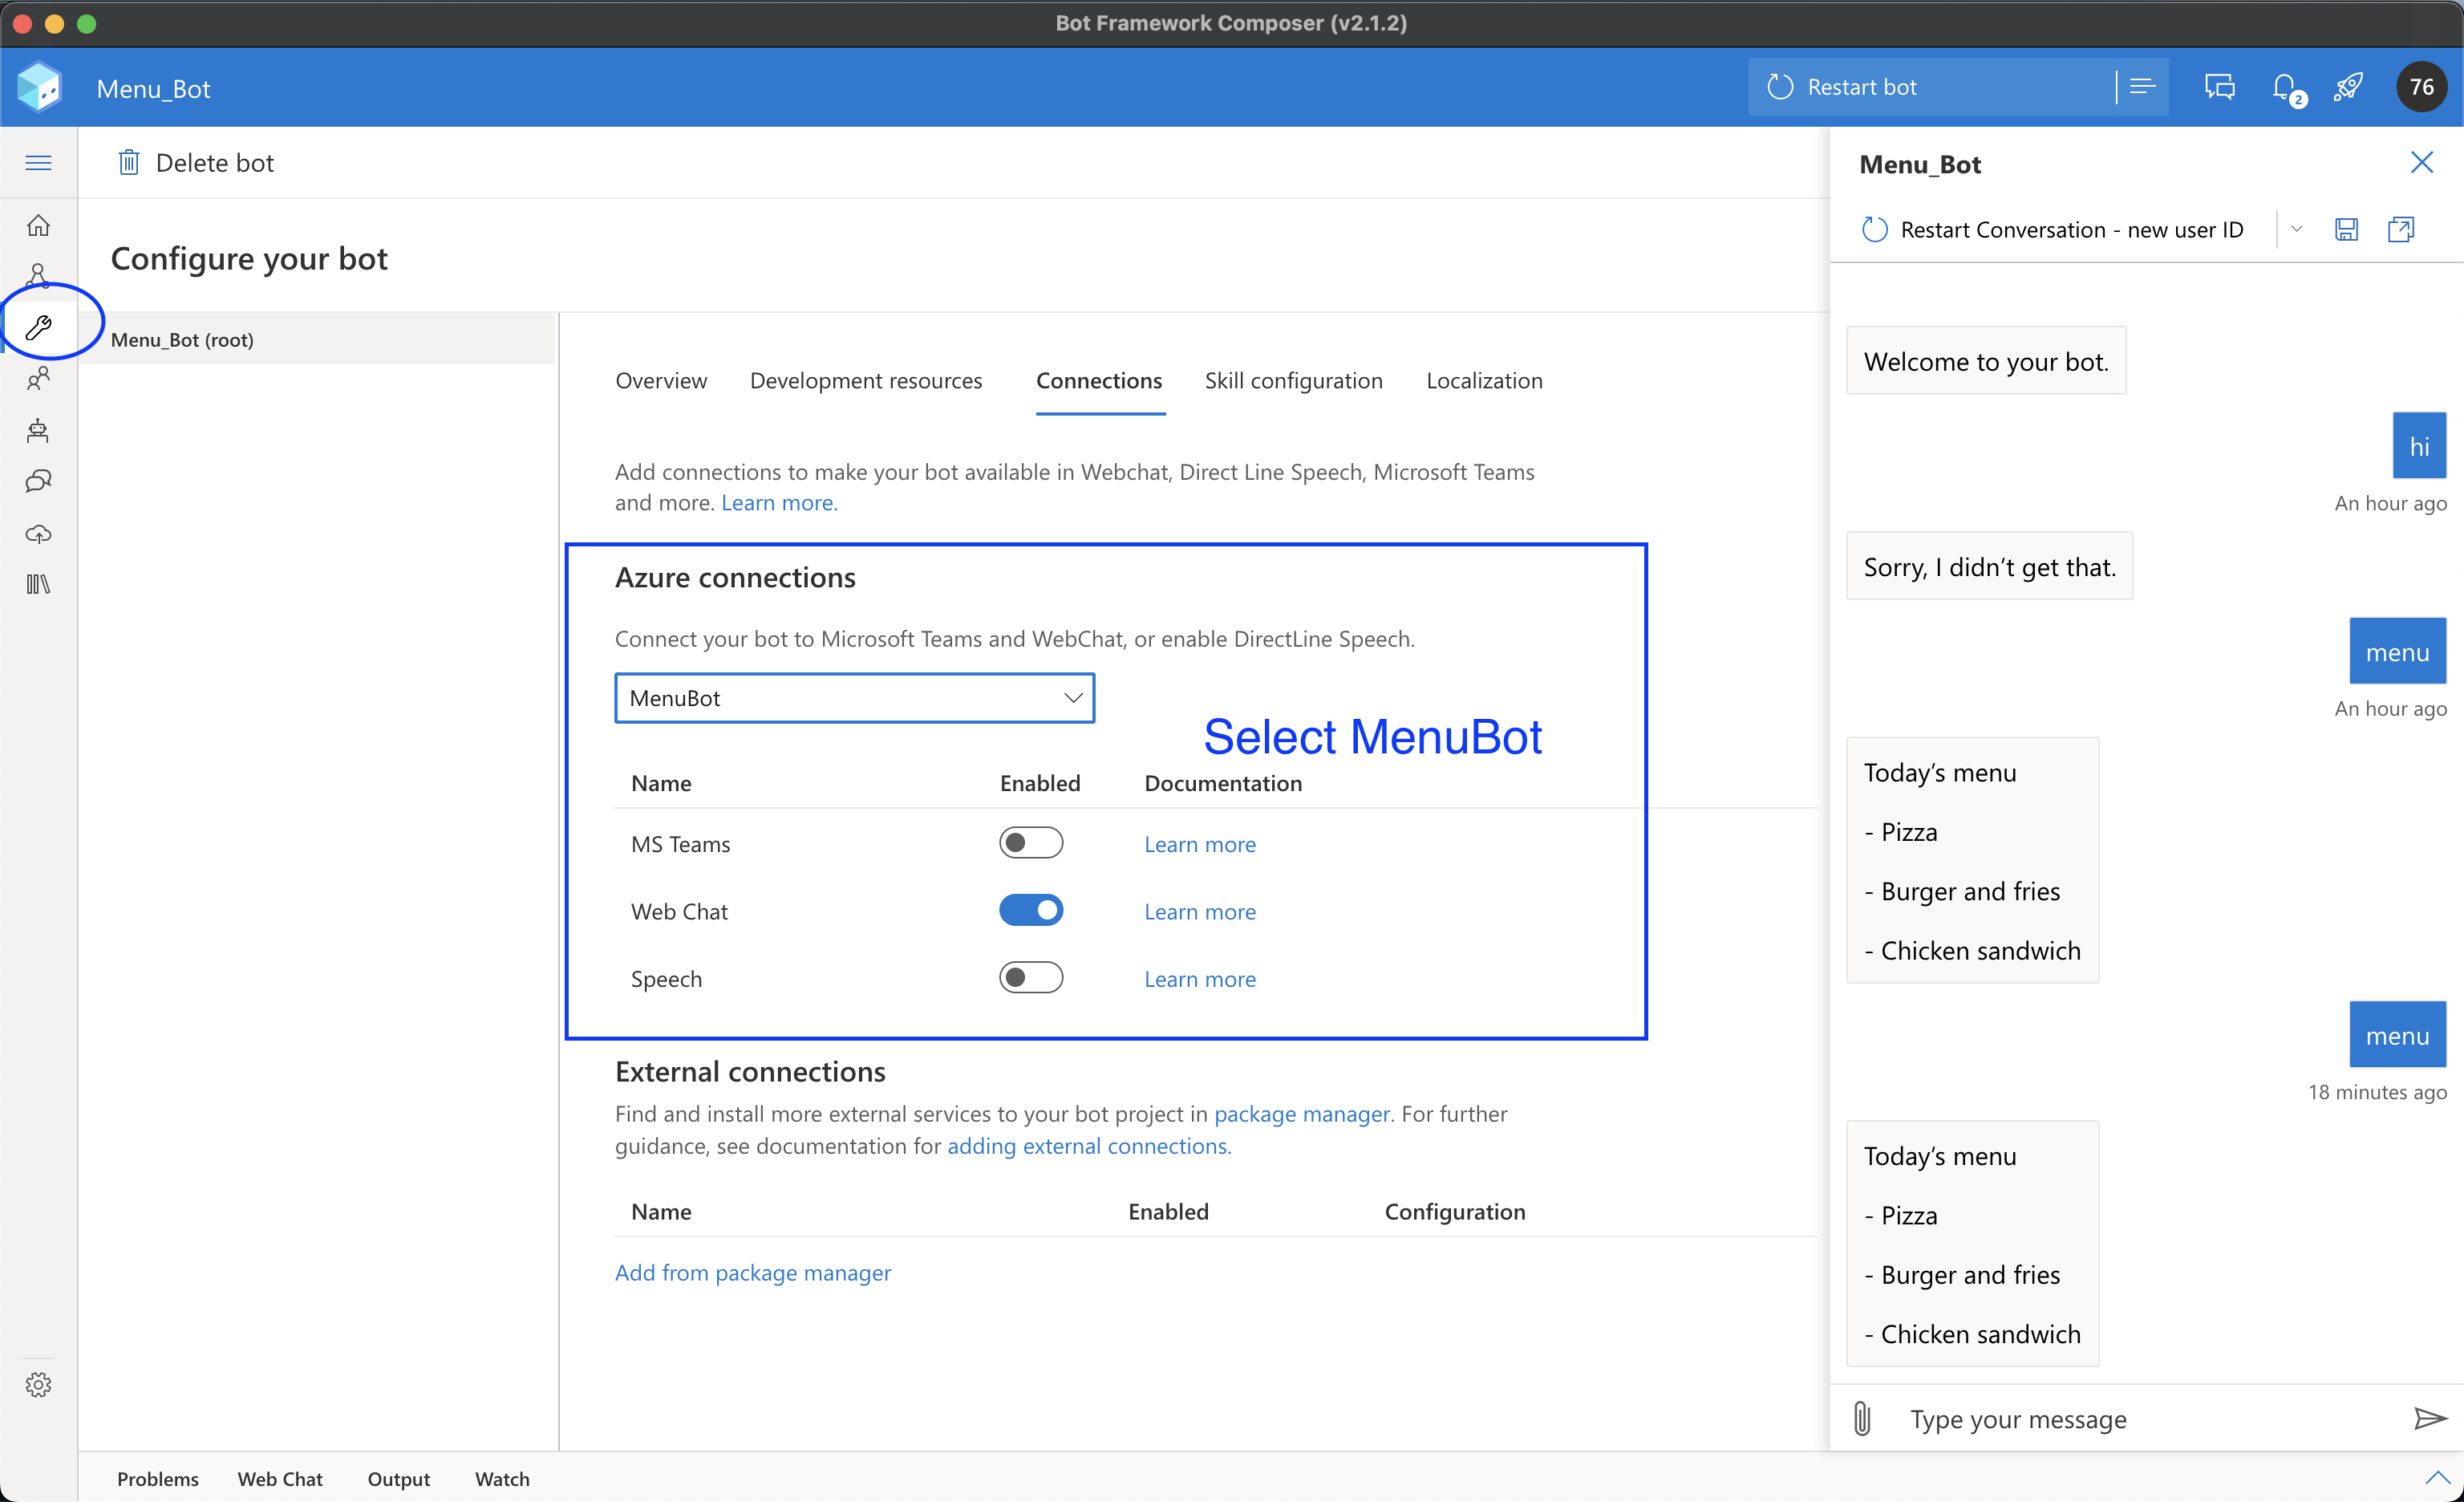 Bot Framework Composer (v2.1.2)
Menu_Bot
Restart bot
2
76
Delete bot
Configure your bot
Menu_Bot (root)
Overview
Development resources
Connections
Skill configuration
Localization
Add connections to make your bot available in Webchat, Direct Line Speech, Microsoft Teams
and more. Learn more.
Azure connections
Connect your bot to Microsoft Teams and WebChat, or enable DirectLine Speech.
MenuBot
Select MenuBot
Name
Enabled
Documentation
MS Teams
Learn more
Web Chat
Learn more
Speech
Learn more
External connections
Find and install more external services to your bot project in package manager. For further
guidance, see documentation for adding external connections.
Name
Enabled
Configuration
Add from package manager
Menu_Bot
Restart Conversation - new user ID
Welcome to your bot.
hi
An hour ago
Sorry, I didn’t get that.
menu
An hour ago
Today’s menu
- Pizza
- Burger and fries
- Chicken sandwich
menu
18 minutes ago
Today’s menu
- Pizza
- Burger and fries
- Chicken sandwich
Type your message
Problems
Web Chat
Output
Watch